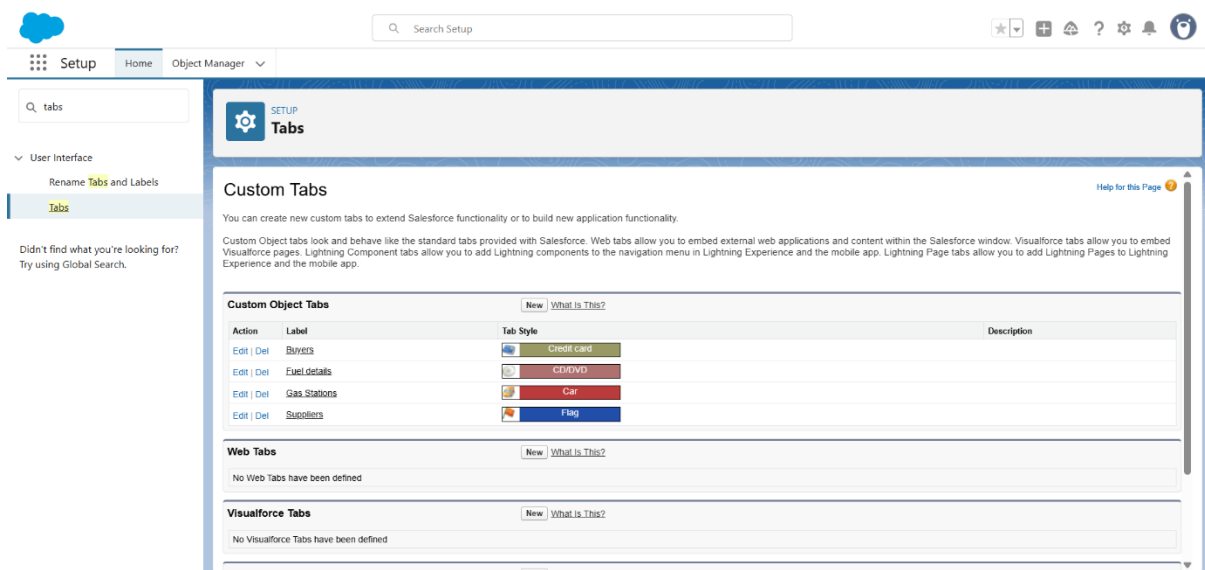 Search Setup
Setup Home Object Manager
tabs
User Interface
Rename Tabs and Labels
Tabs
Didn't find what you're looking for?
Try using Global Search.
SETUP
Tabs
Custom Tabs
Help for this Page ?
You can create new custom tabs to extend Salesforce functionality or to build new application functionality.
Custom Object tabs look and behave like the standard tabs provided with Salesforce. Web tabs allow you to embed external web applications and content within the Salesforce window. Visualforce tabs allow you to embed
Visualforce pages. Lightning Component tabs allow you to add Lightning components to the navigation menu in Lightning Experience and the mobile app. Lightning Page tabs allow you to add Lightning Pages to Lightning
Experience and the mobile app.
Custom Object Tabs New What Is This?
Action Label Tab Style Description
Edit | Del Buyers Credit card
Edit | Del Fuel details CD/DVD
Edit | Del Gas Stations Car
Edit | Del Suppliers Flag
Web Tabs New What Is This?
No Web Tabs have been defined
Visualforce Tabs New What Is This?
No Visualforce Tabs have been defined